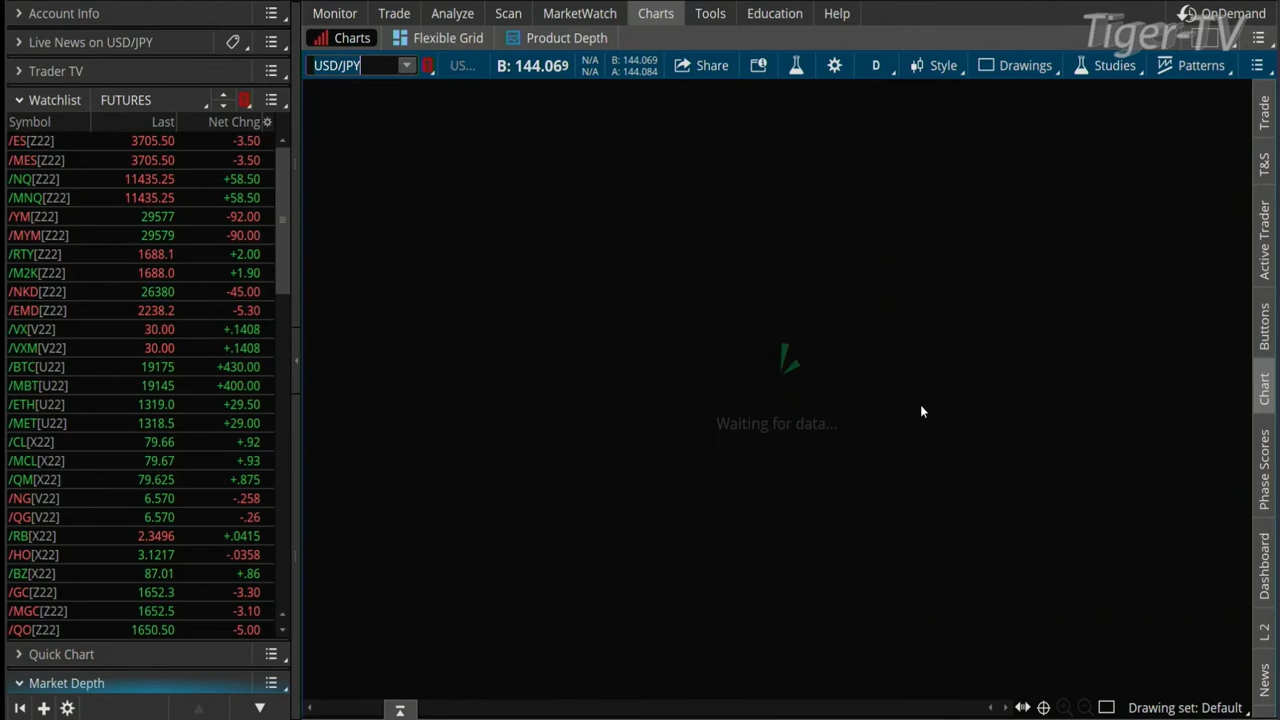 Account Info
Live News on USD/JPY
Trader TV
Watchlist FUTURES
Symbol Last Net Chng
/ES[Z22] 3705.50 -3.50
/MES[Z22] 3705.50 -3.50
/NQ[Z22] 11435.25 +58.50
/MNQ[Z22] 11435.25 +58.50
/YM[Z22] 29577 -92.00
/MYM[Z22] 29579 -90.00
/RTY[Z22] 1688.1 +2.00
/M2K[Z22] 1688.0 +1.90
/NKD[Z22] 26380 -45.00
/EMD[Z22] 2238.2 -5.30
/VX[V22] 30.00 +.1408
/VXM[V22] 30.00 +.1408
/BTC[U22] 19175 +430.00
/MBT[U22] 19145 +400.00
/ETH[U22] 1319.0 +29.50
/MET[U22] 1318.5 +29.00
/CL[X22] 79.66 +.92
/MCL[X22] 79.67 +.93
/QM[X22] 79.625 +.875
/NG[V22] 6.570 -.258
/QG[V22] 6.570 -.26
/RB[X22] 2.3496 +.0415
/HO[X22] 3.1217 -.0358
/BZ[X22] 87.01 +.86
/GC[Z22] 1652.3 -3.30
/MGC[Z22] 1652.5 -3.10
/QO[Z22] 1650.50 -5.00
Quick Chart
Market Depth
Monitor Trade Analyze Scan MarketWatch Charts Tools Education Help OnDemand
Tiger-TV
Charts Flexible Grid Product Depth
USD/JPY US... B: 144.069 N/A B: 144.069 Share D Style Drawings Studies Patterns
N/A A: 144.084
Waiting for data...
Trade
T&S
Active Trader
Buttons
Chart
Phase Scores
Dashboard
L 2
News
Drawing set: Default